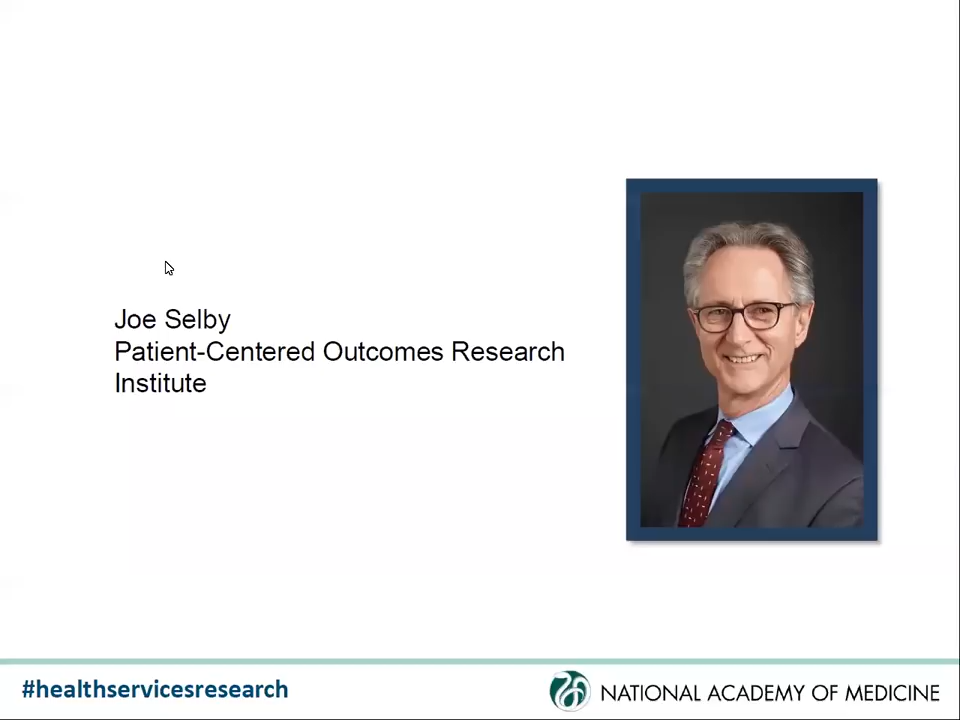 Joe Selby
Patient-Centered Outcomes Research
Institute
#healthservicesresearch
NATIONAL ACADEMY OF MEDICINE